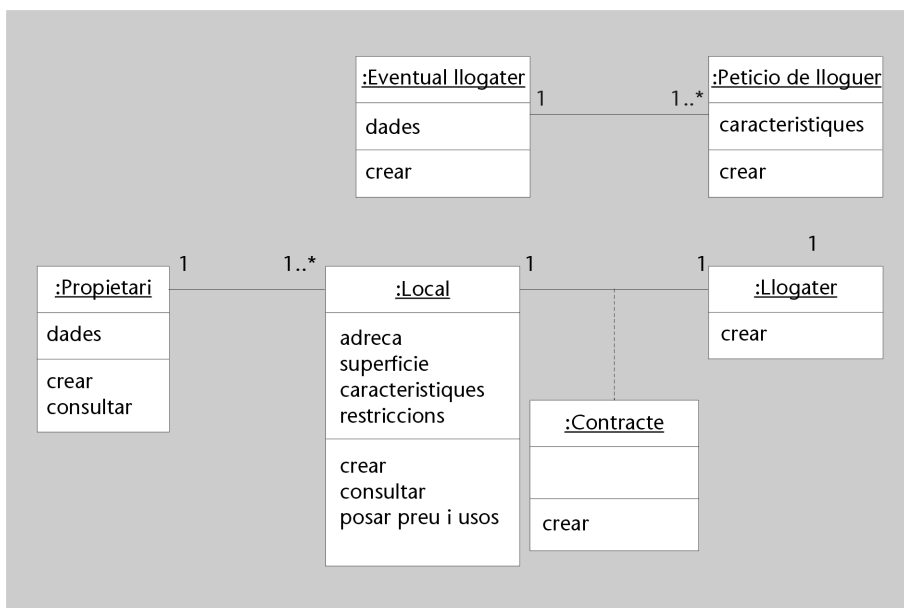 :Eventual llogater
dades
crear
1
1..*
:Peticio de lloguer
caracteristiques
crear
:Propietari
dades
crear
consultar
1
1..*
:Local
adreca
superficie
caracteristiques
restriccions
crear
consultar
posar preu i usos
1
1
1
:Llogater
crear
:Contracte
crear